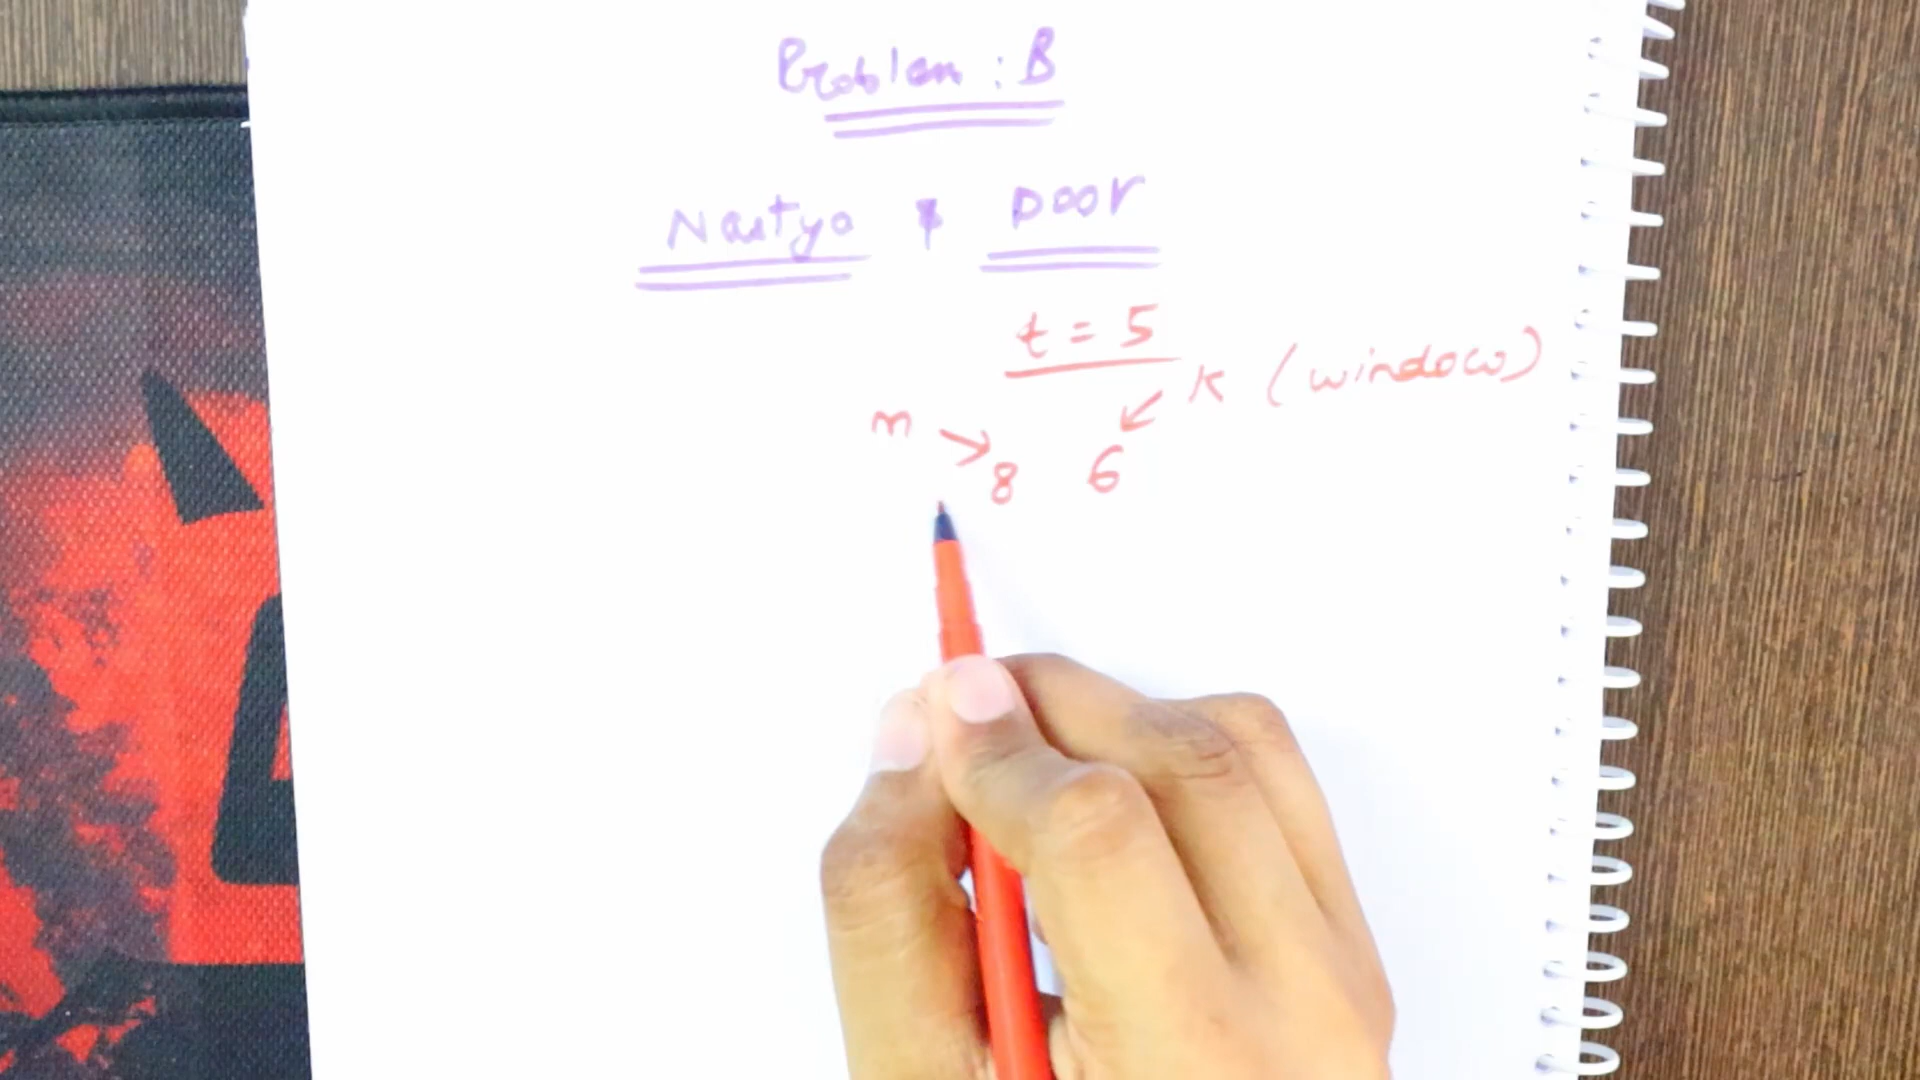 Problem : B
Nastya & Door
t = 5
K (window)
n
8 6